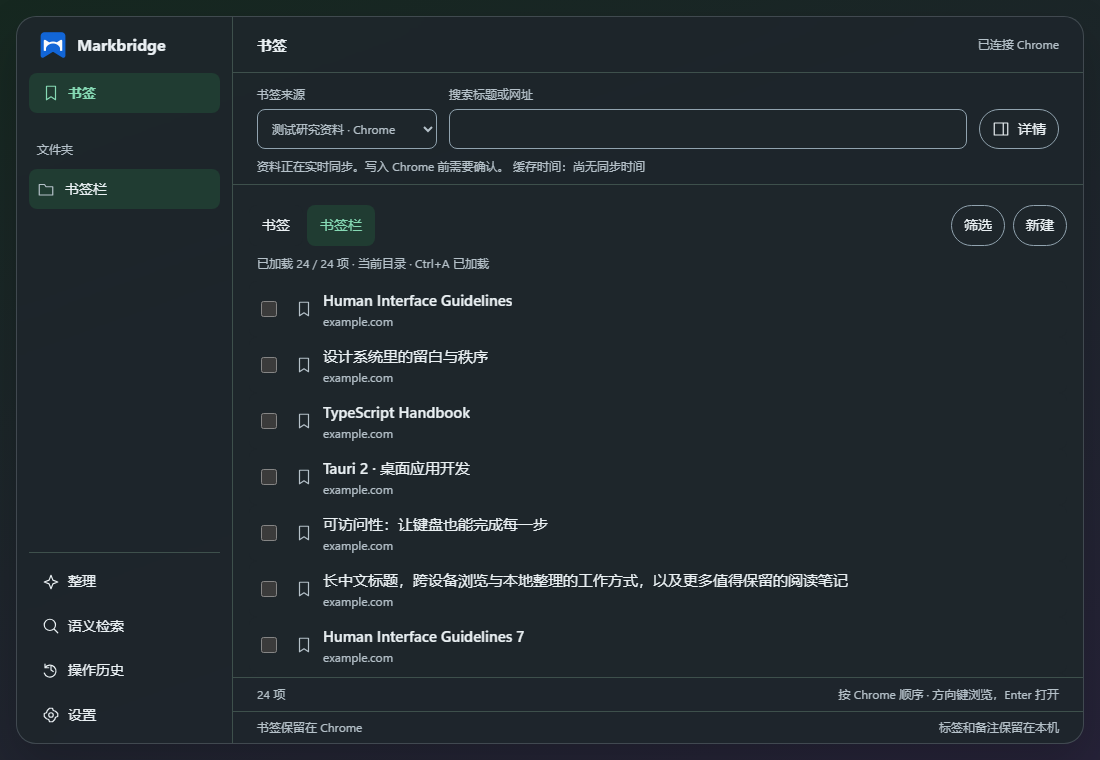 Markbridge
书签
文件夹
书签栏
整理
语义检索
操作历史
设置
书签
已连接 Chrome
书签来源
搜索标题或网址
测试研究资料 · Chrome
详情
资料正在实时同步。写入 Chrome 前需要确认。 缓存时间：尚无同步时间
书签
书签栏
筛选
新建
已加载 24 / 24 项 · 当前目录 · Ctrl+A 已加载
Human Interface Guidelines
example.com
设计系统里的留白与秩序
example.com
TypeScript Handbook
example.com
Tauri 2 · 桌面应用开发
example.com
可访问性：让键盘也能完成每一步
example.com
长中文标题，跨设备浏览与本地整理的工作方式，以及更多值得保留的阅读笔记
example.com
Human Interface Guidelines 7
example.com
24 项
按 Chrome 顺序 · 方向键浏览，Enter 打开
书签保留在 Chrome
标签和备注保留在本机